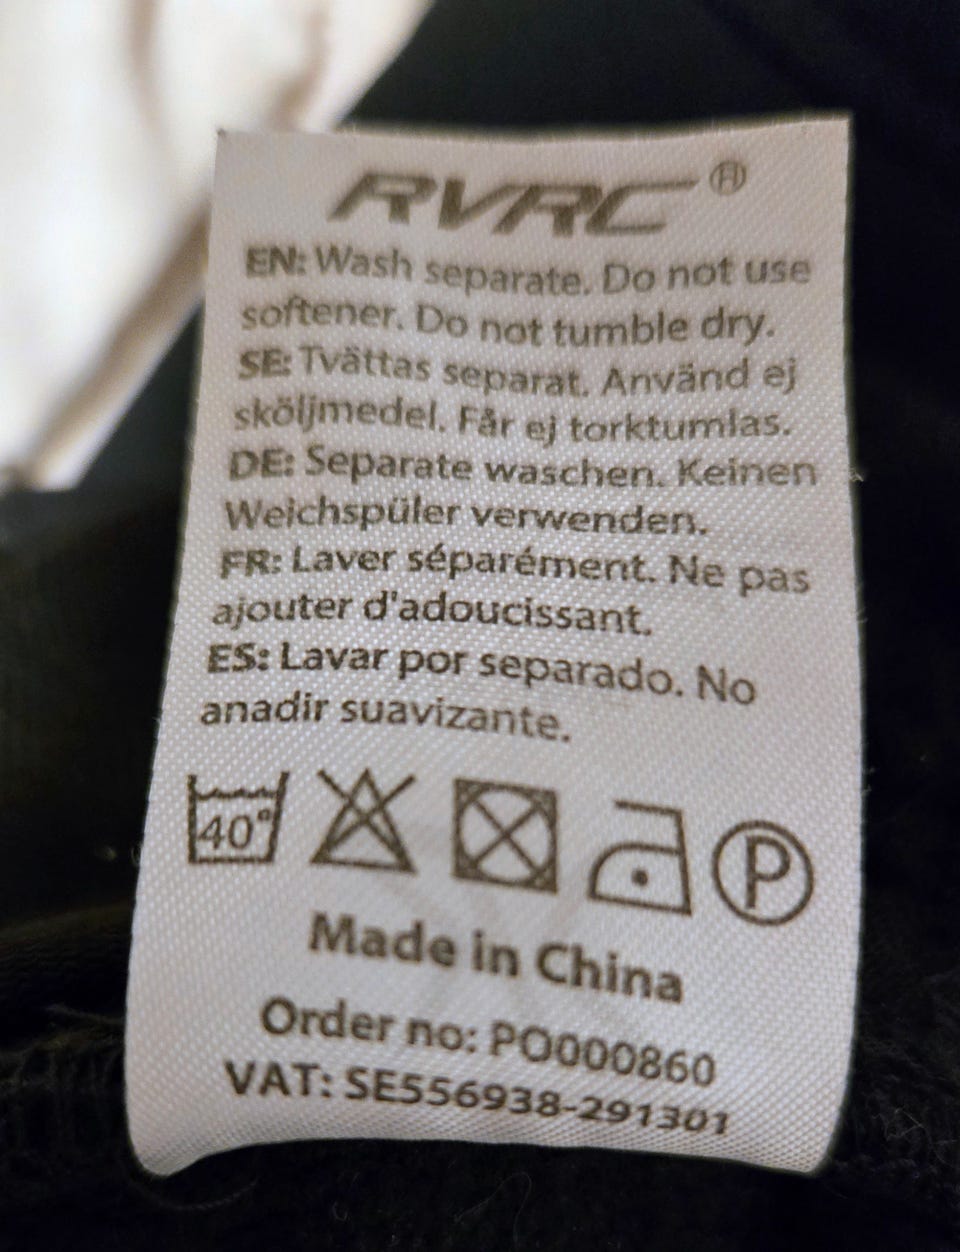 RVRC®
EN: Wash separate. Do not use
softener. Do not tumble dry.
SE: Tvättas separat. Använd ej
sköljmedel. Får ej torktumlas.
DE: Separate waschen. Keinen
Weichspüler verwenden.
FR: Laver séparément. Ne pas
ajouter d'adoucissant.
ES: Lavar por separado. No
anadir suavizante.
40° P
Made in China
Order no: PO000860
VAT: SE556938-291301